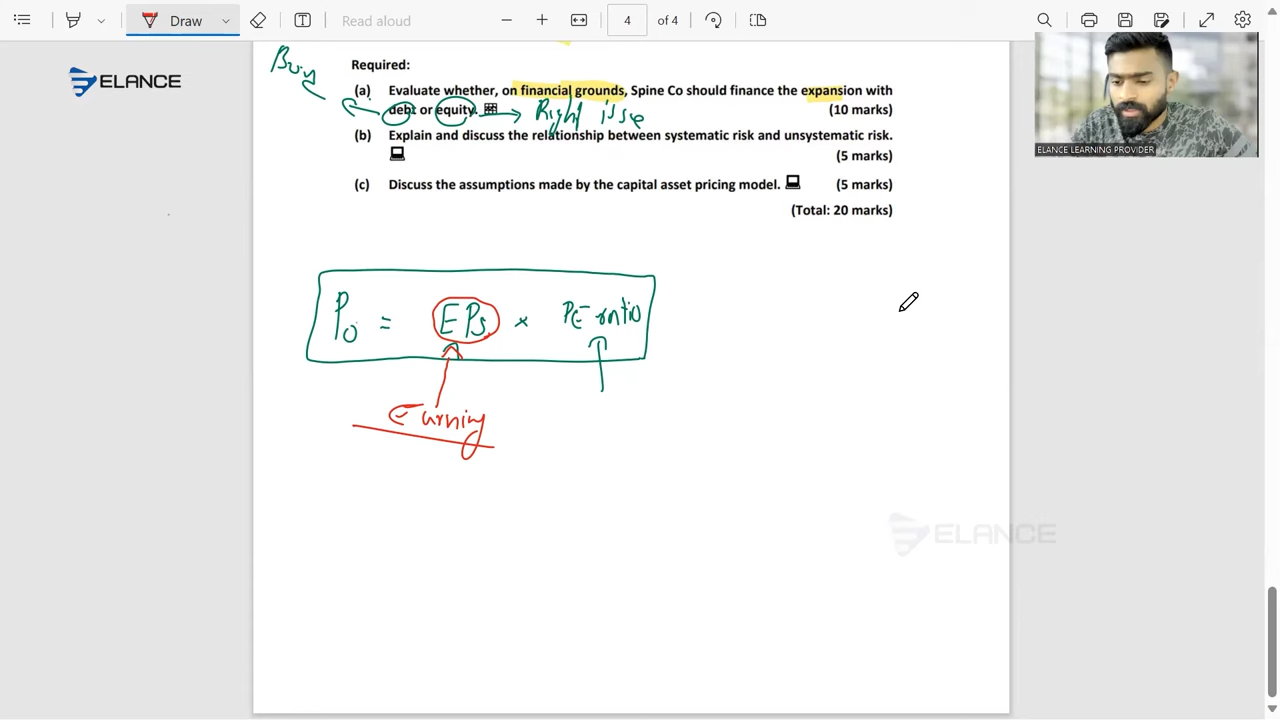 Draw
Read aloud
4 of 4
ELANCE
Required:
(a) Evaluate whether, on financial grounds, Spine Co should finance the expansion with
debt or equity. Right issue
(10 marks)
(b) Explain and discuss the relationship between systematic risk and unsystematic risk.
(5 marks)
(c) Discuss the assumptions made by the capital asset pricing model. (5 marks)
(Total: 20 marks)
P0 = EPS × PE ratio
Earning
ELANCE
ELANCE LEARNING PROVIDER